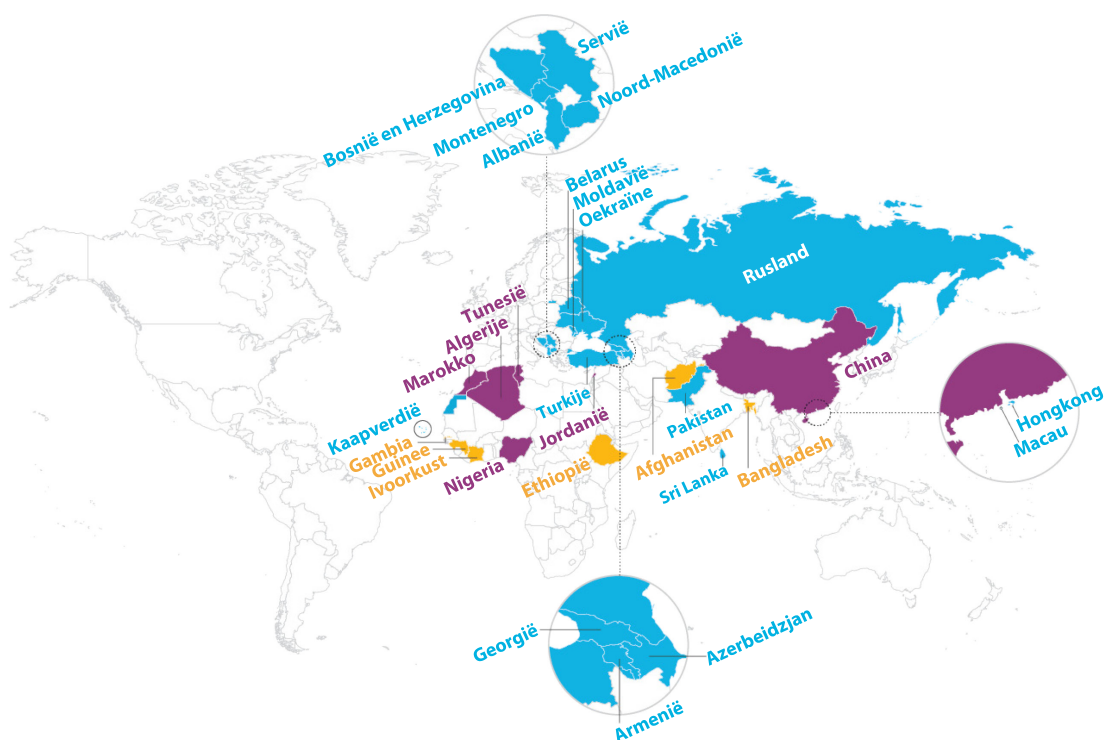 Servië
Noord-Macedonië
Bosnië en Herzegovina
Montenegro
Albanië
Belarus
Moldavië
Oekraïne
Rusland
Tunesië
Algerije
Marokko
China
Kaapverdië
Gambia
Guinee
Ivoorkust
Nigeria
Jordanië
Turkije
Ethiopië
Afghanistan
Pakistan
Sri Lanka
Bangladesh
Hongkong
Macau
Georgië
Azerbeidzjan
Armenië